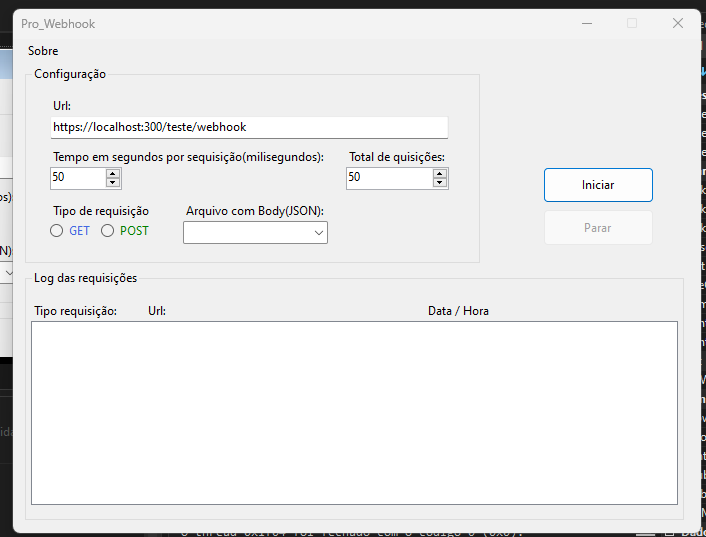 Pro_Webhook
Sobre
Configuração
Url:
https://localhost:300/teste/webhook
Tempo em segundos por sequisição(milisegundos):
Total de quisições:
50
50
Iniciar
Tipo de requisição
Arquivo com Body(JSON):
GET
POST
Parar
Log das requisições
Tipo requisição:
Url:
Data / Hora